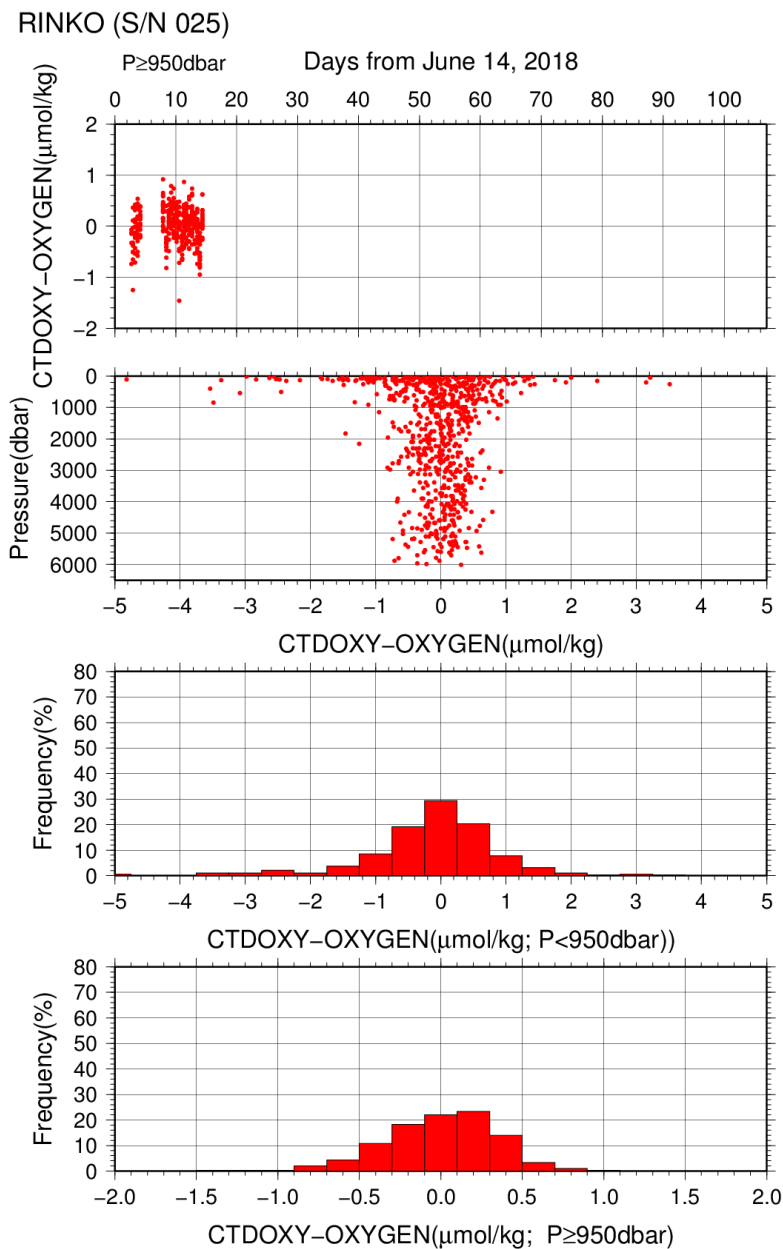 RINKO (S/N 025)
P≥950dbar
Days from June 14, 2018
0 10 20 30 40 50 60 70 80 90 100
CTDOXY−OXYGEN(μmol/kg)
2
1
0
−1
−2
Pressure(dbar)
0
1000
2000
3000
4000
5000
6000
−5 −4 −3 −2 −1 0 1 2 3 4 5
CTDOXY−OXYGEN(μmol/kg)
Frequency(%)
80
70
60
50
40
30
20
10
0
−5 −4 −3 −2 −1 0 1 2 3 4 5
CTDOXY−OXYGEN(μmol/kg; P<950dbar))
Frequency(%)
80
70
60
50
40
30
20
10
0
−2.0 −1.5 −1.0 −0.5 0.0 0.5 1.0 1.5 2.0
CTDOXY−OXYGEN(μmol/kg; P≥950dbar)